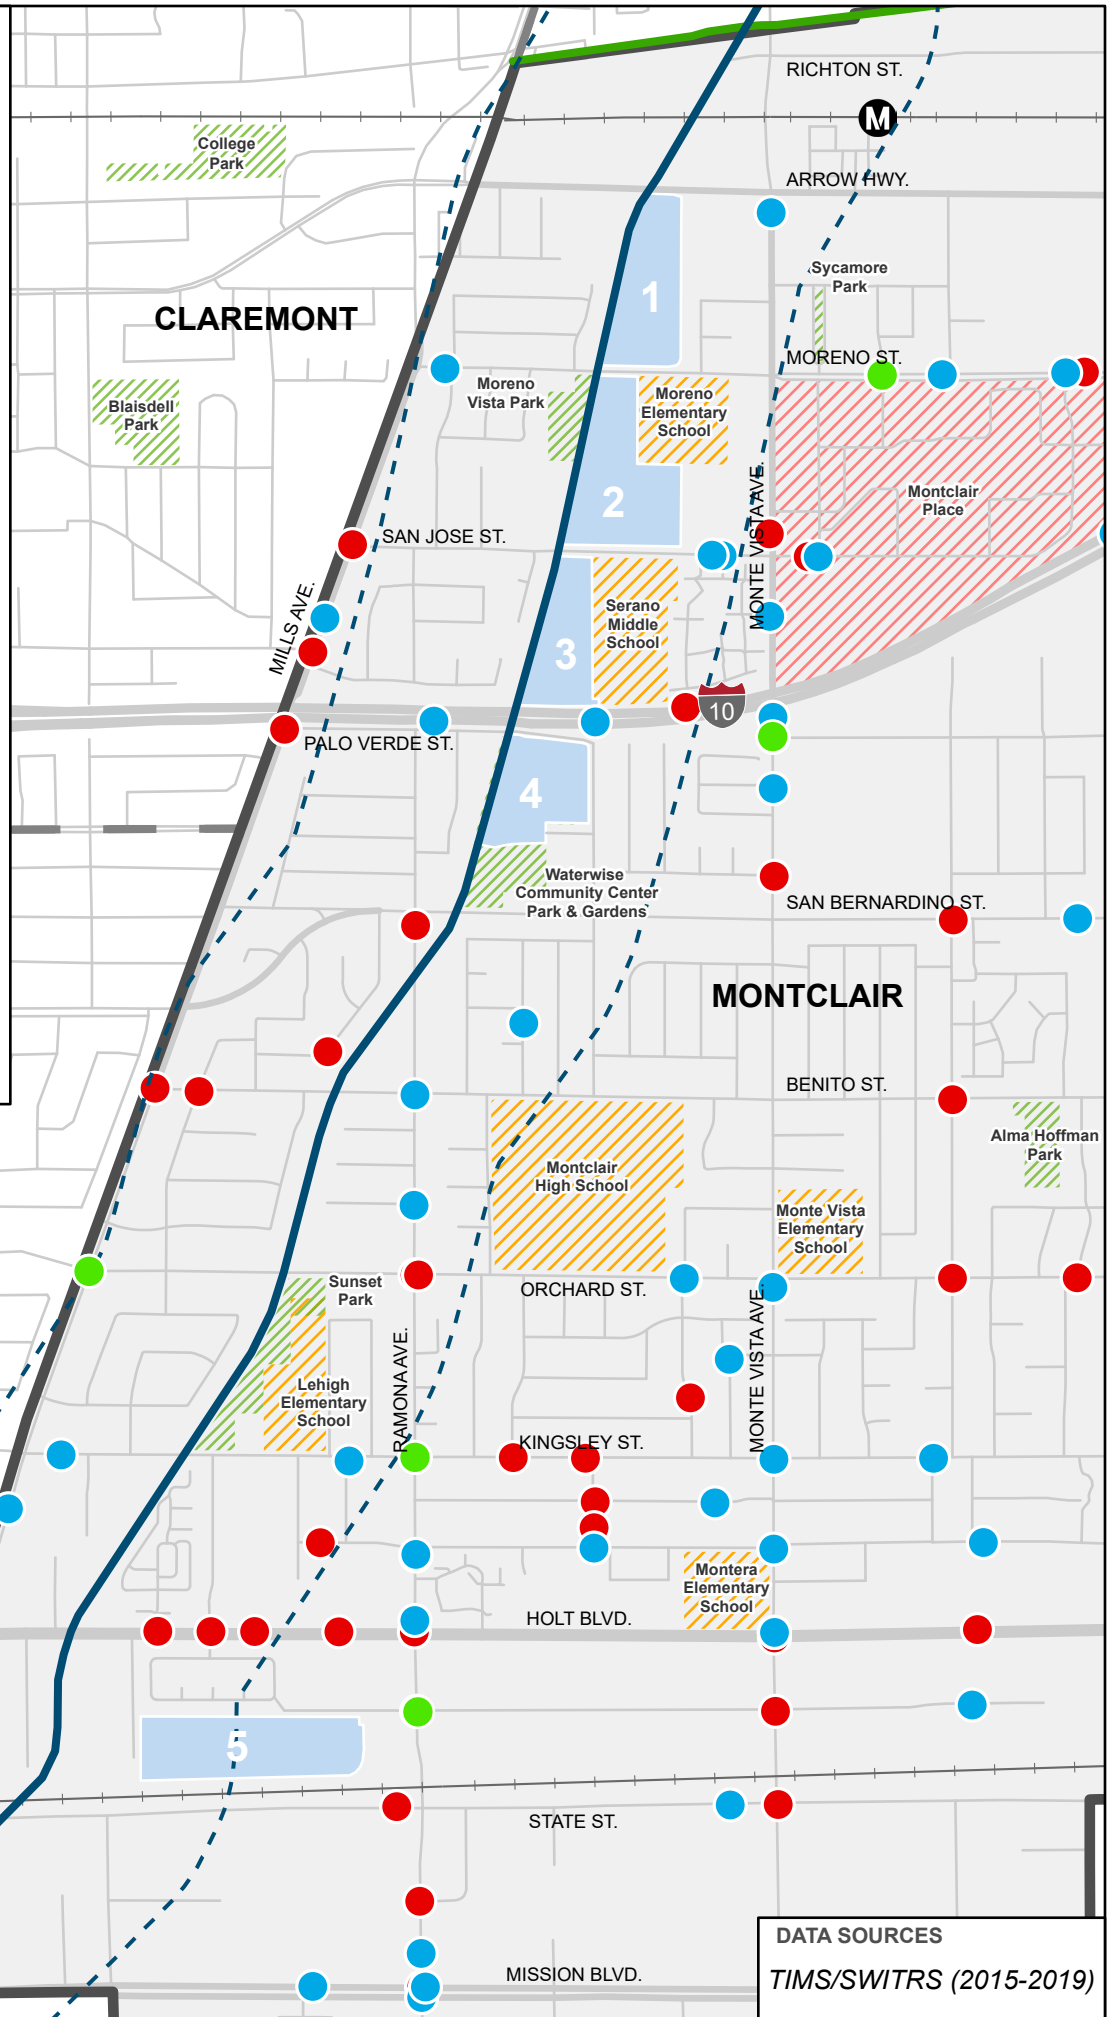 RICHTON ST.
M
College
Park
ARROW HWY.
Sycamore
Park
1
CLAREMONT
MORENO ST.
Moreno
Vista Park
Moreno
Elementary
School
Blaisdell
Park
2
Montclair
Place
MONTE VISTA AVE.
SAN JOSE ST.
MILLS AVE.
Serano
Middle
School
3
10
PALO VERDE ST.
4
Waterwise
Community Center
Park & Gardens
SAN BERNARDINO ST.
MONTCLAIR
BENITO ST.
Alma Hoffman
Park
Montclair
High School
Monte Vista
Elementary
School
Sunset
Park
ORCHARD ST.
RAMONA AVE.
MONTE VISTA AVE.
Lehigh
Elementary
School
KINGSLEY ST.
Montera
Elementary
School
HOLT BLVD.
5
STATE ST.
MISSION BLVD.
DATA SOURCES
TIMS/SWITRS (2015-2019)